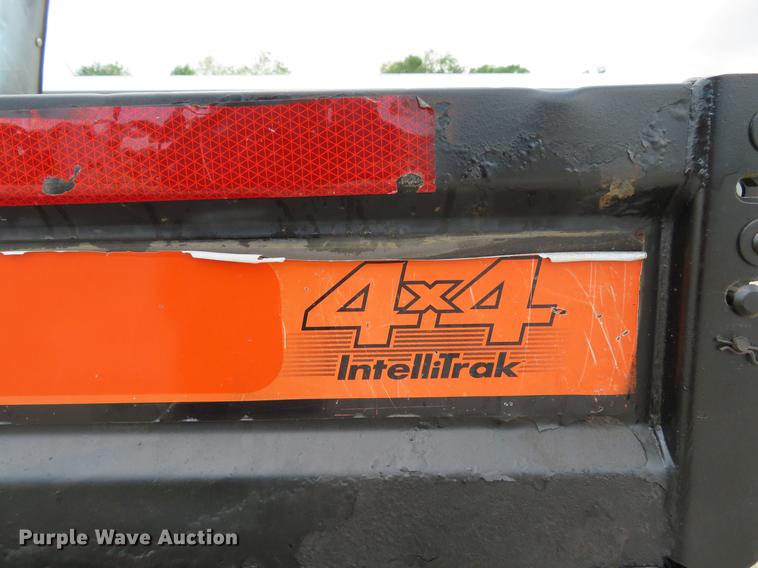 4x4
IntelliTrak
Purple Wave Auction